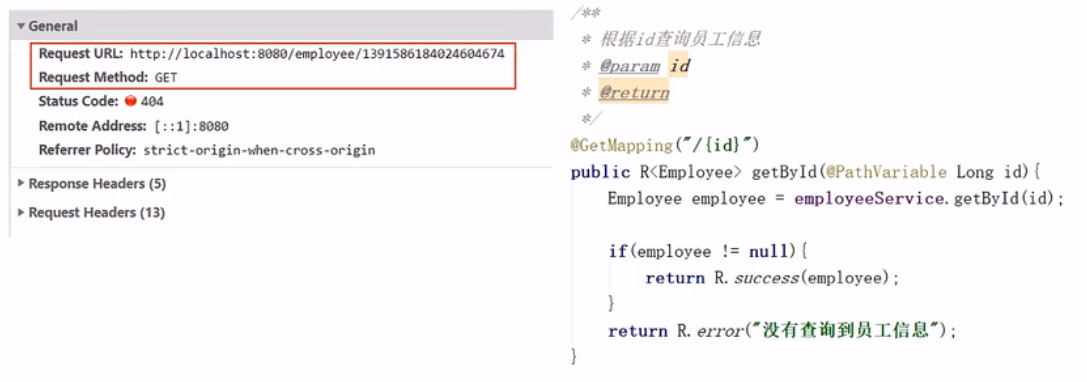 General
Request URL: http://localhost:8080/employee/1391586184024604674
Request Method: GET
Status Code: 404
Remote Address: [::1]:8080
Referrer Policy: strict-origin-when-cross-origin
Response Headers (5)
Request Headers (13)
/**
* 根据id查询员工信息
* @param id
* @return
*/
@GetMapping("/{id}")
public R<Employee> getById(@PathVariable Long id){
Employee employee = employeeService.getById(id);
if(employee != null){
return R.success(employee);
}
return R.error("没有查询到员工信息");
}